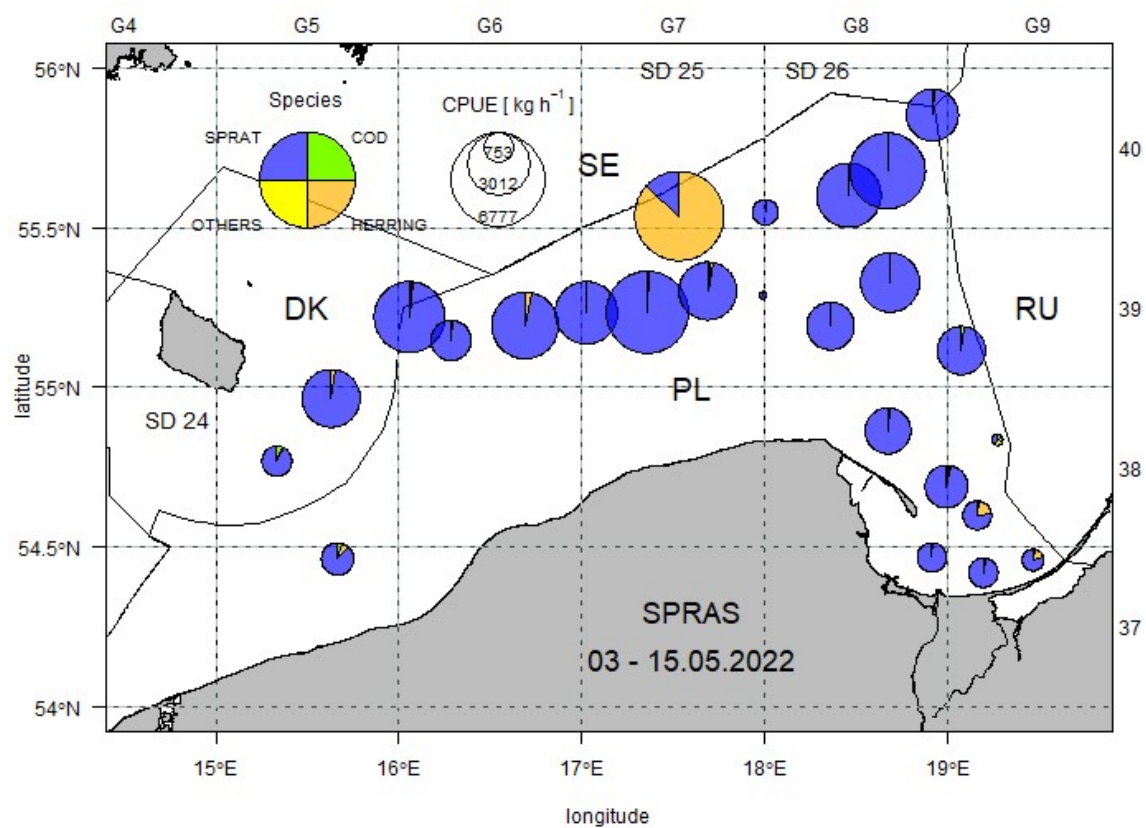 G4 G5 G6 G7 G8 G9
56°N
SD 25 SD 26
Species CPUE [ kg h⁻¹ ]
SPRAT COD
753
40
3012
SE
6777
OTHERS HERRING
55.5°N
DK
39
RU
55°N
PL
latitude
SD 24
38
54.5°N
SPRAS
37
03 - 15.05.2022
54°N
15°E 16°E 17°E 18°E 19°E
longitude